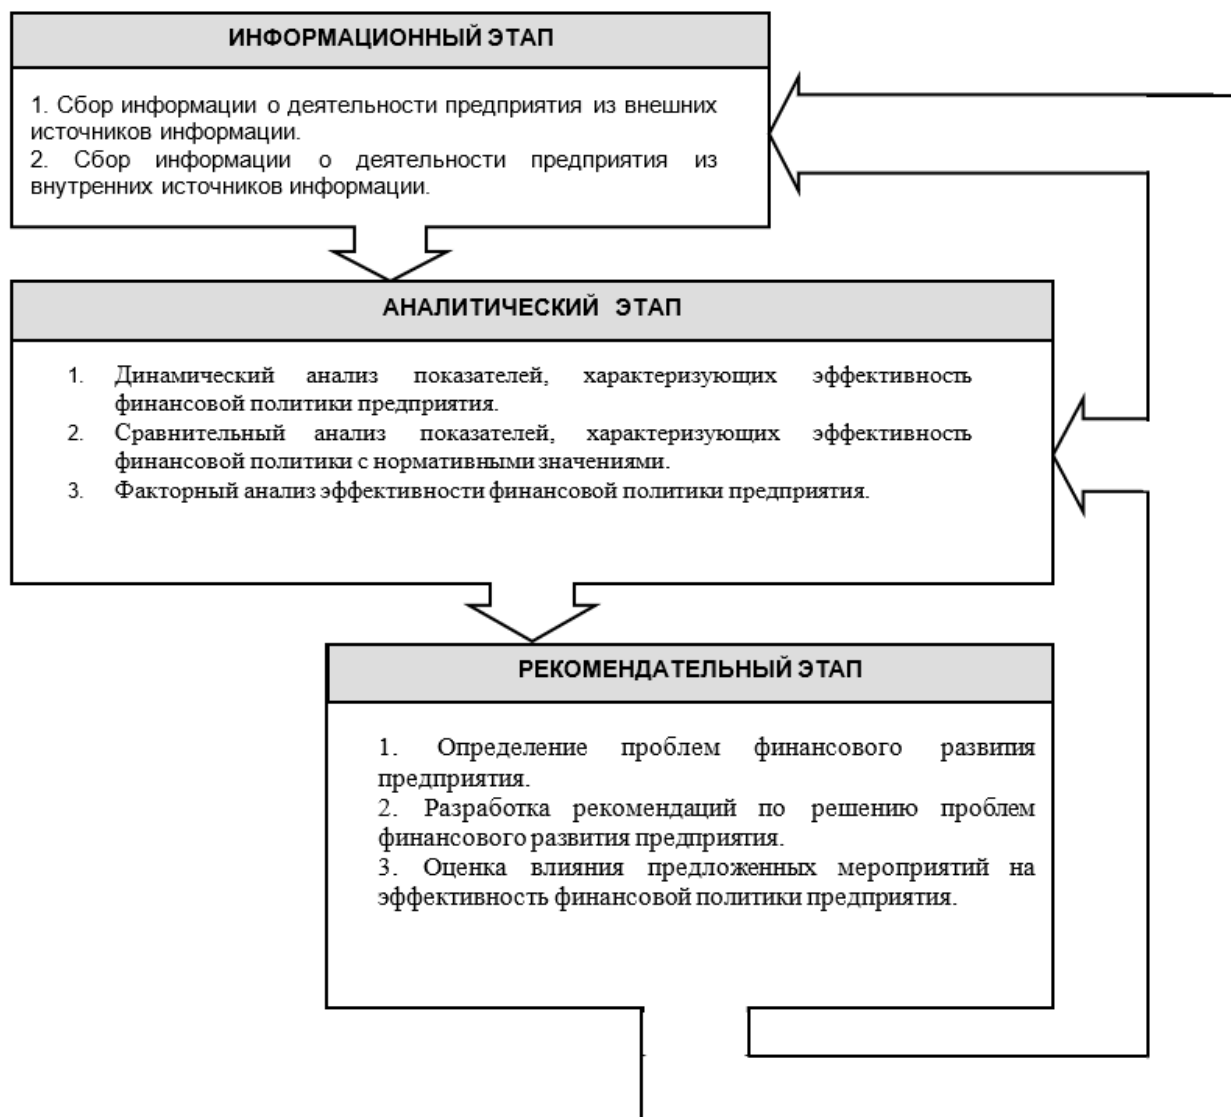 ИНФОРМАЦИОННЫЙ ЭТАП
1. Сбор информации о деятельности предприятия из внешних
источников информации.
2. Сбор информации о деятельности предприятия из
внутренних источников информации.
АНАЛИТИЧЕСКИЙ ЭТАП
1. Динамический анализ показателей, характеризующих эффективность
финансовой политики предприятия.
2. Сравнительный анализ показателей, характеризующих эффективность
финансовой политики с нормативными значениями.
3. Факторный анализ эффективности финансовой политики предприятия.
РЕКОМЕНДАТЕЛЬНЫЙ ЭТАП
1. Определение проблем финансового развития
предприятия.
2. Разработка рекомендаций по решению проблем
финансового развития предприятия.
3. Оценка влияния предложенных мероприятий на
эффективность финансовой политики предприятия.